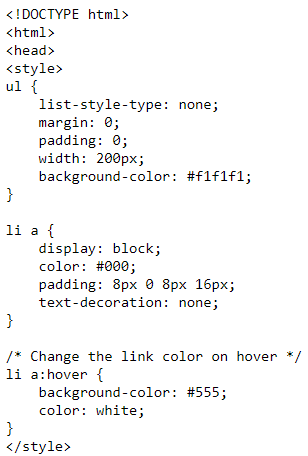 <!DOCTYPE html>
<html>
<head>
<style>
ul {
    list-style-type: none;
    margin: 0;
    padding: 0;
    width: 200px;
    background-color: #f1f1f1;
}

li a {
    display: block;
    color: #000;
    padding: 8px 0 8px 16px;
    text-decoration: none;
}

/* Change the link color on hover */
li a:hover {
    background-color: #555;
    color: white;
}
</style>